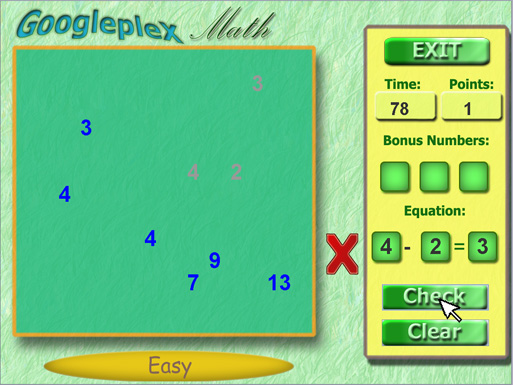 Googleplex Math
EXIT
Time: Points:
78 1
Bonus Numbers:
Equation:
4 - 2 = 3
Check
Clear
3
3
4 2
4
4
9
7 13
Easy